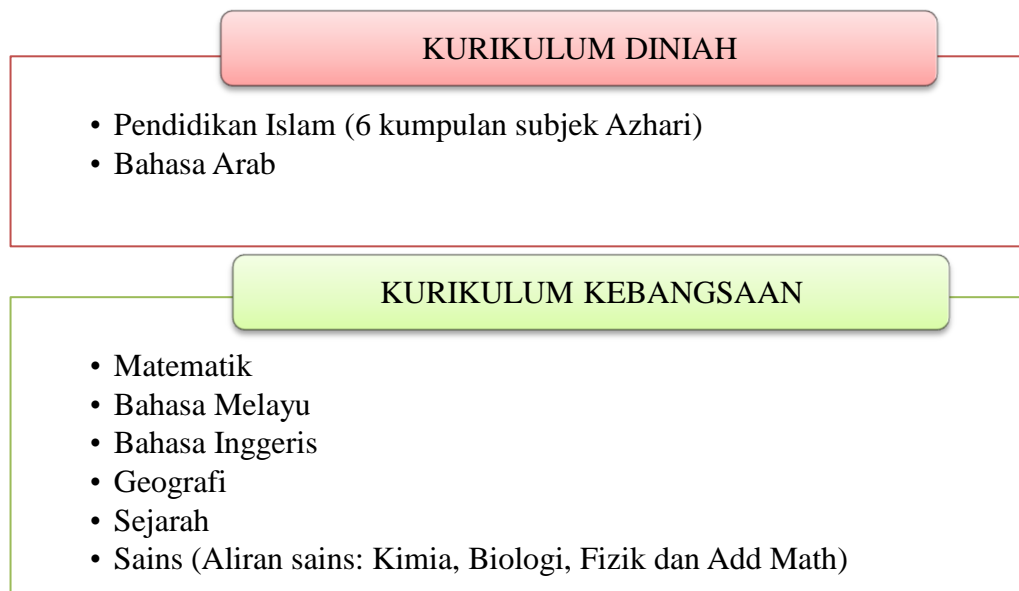 KURIKULUM DINIAH
• Pendidikan Islam (6 kumpulan subjek Azhari)
• Bahasa Arab
KURIKULUM KEBANGSAAN
• Matematik
• Bahasa Melayu
• Bahasa Inggeris
• Geografi
• Sejarah
• Sains (Aliran sains: Kimia, Biologi, Fizik dan Add Math)